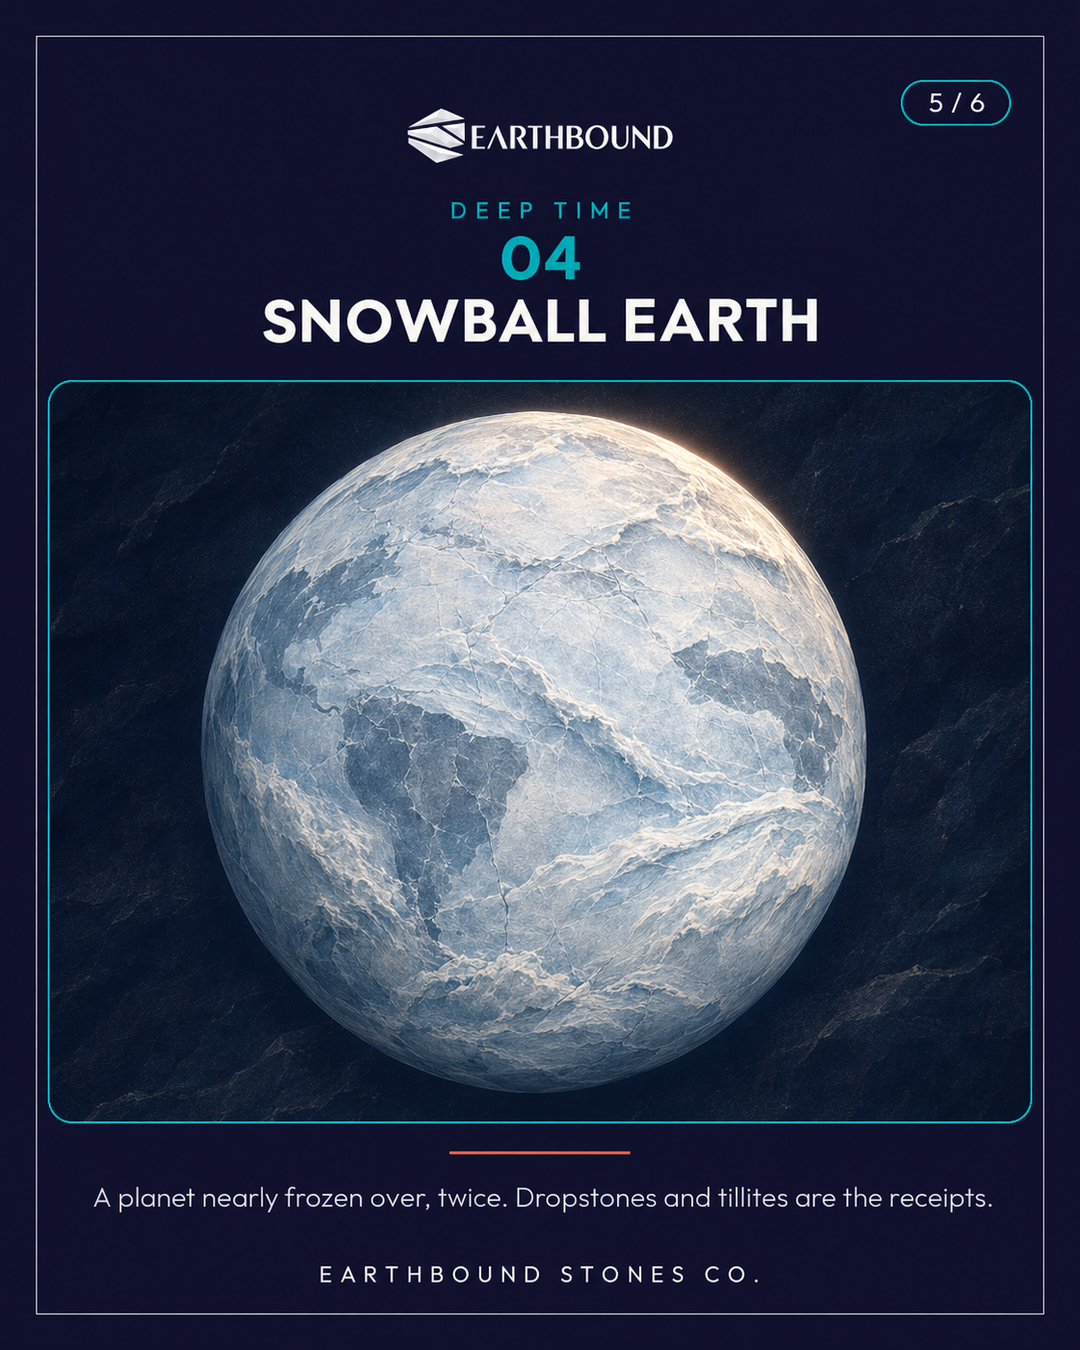 5 / 6
EARTHBOUND
DEEP TIME
04
SNOWBALL EARTH
A planet nearly frozen over, twice. Dropstones and tillites are the receipts.
EARTHBOUND STONES CO.